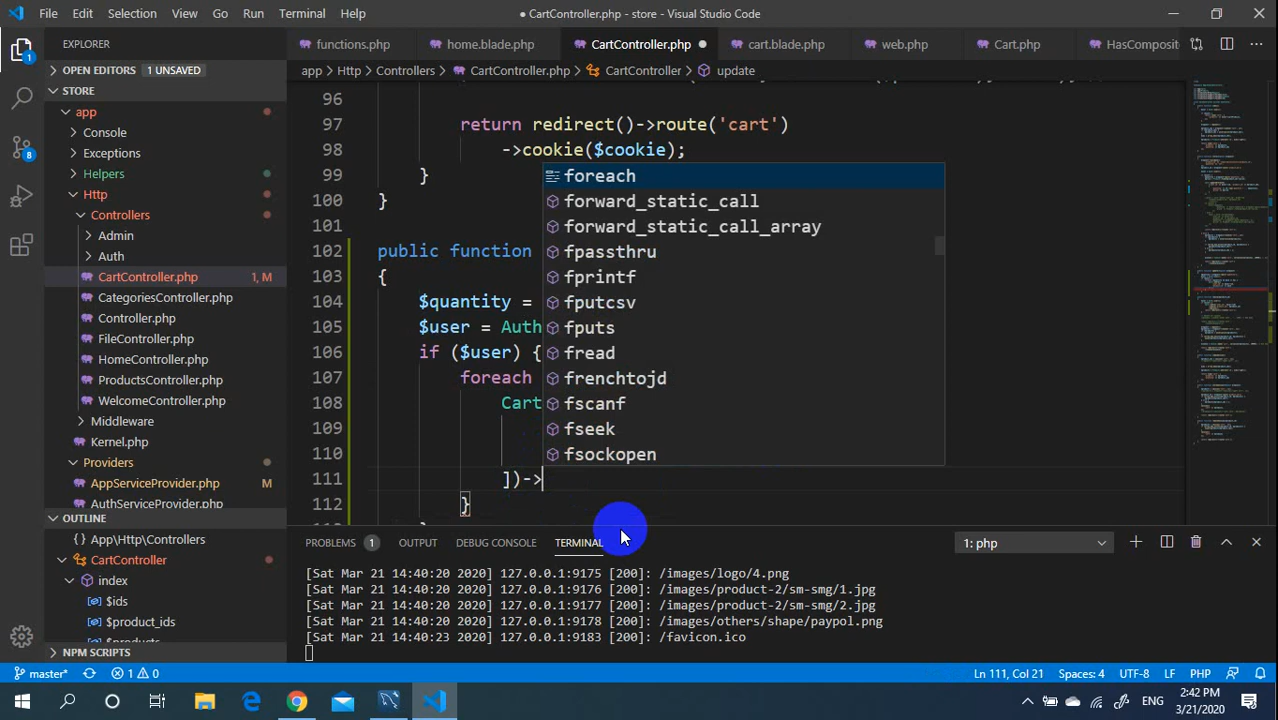 File Edit Selection View Go Run Terminal Help
● CartController.php - store - Visual Studio Code
EXPLORER
OPEN EDITORS 1 UNSAVED
STORE
app
Console
Exceptions
Helpers
Http
Controllers
Admin
Auth
CartController.php 1, M
CategoriesController.php
Controller.php
FileController.php
HomeController.php
ProductsController.php
WelcomeController.php
Middleware
Kernel.php
Providers
AppServiceProvider.php M
AuthServiceProvider.php
OUTLINE
App\Http\Controllers
CartController
index
$ids
$product_ids
$products
NPM SCRIPTS
functions.php home.blade.php CartController.php ● cart.blade.php web.php Cart.php HasComposit
app > Http > Controllers > CartController.php > CartController > update
96
97 return redirect()->route('cart')
98 ->cookie($cookie);
99 }
100 }
101
102 public function
103 {
104 $quantity =
105 $user = Auth
106 if ($user) {
107 foreach
108 Cart
109
110
111 ])->
112 }
foreach
forward_static_call
forward_static_call_array
fpassthru
fprintf
fputcsv
fputs
fread
frenchtojd
fscanf
fseek
fsockopen
PROBLEMS 1 OUTPUT DEBUG CONSOLE TERMINAL 1: php
[Sat Mar 21 14:40:20 2020] 127.0.0.1:9175 [200]: /images/logo/4.png
[Sat Mar 21 14:40:20 2020] 127.0.0.1:9176 [200]: /images/product-2/sm-smg/1.jpg
[Sat Mar 21 14:40:20 2020] 127.0.0.1:9177 [200]: /images/product-2/sm-smg/2.jpg
[Sat Mar 21 14:40:20 2020] 127.0.0.1:9178 [200]: /images/others/shape/paypol.png
[Sat Mar 21 14:40:23 2020] 127.0.0.1:9183 [200]: /favicon.ico
master* 1 0 Ln 111, Col 21 Spaces: 4 UTF-8 LF PHP
ENG 2:42 PM
3/21/2020